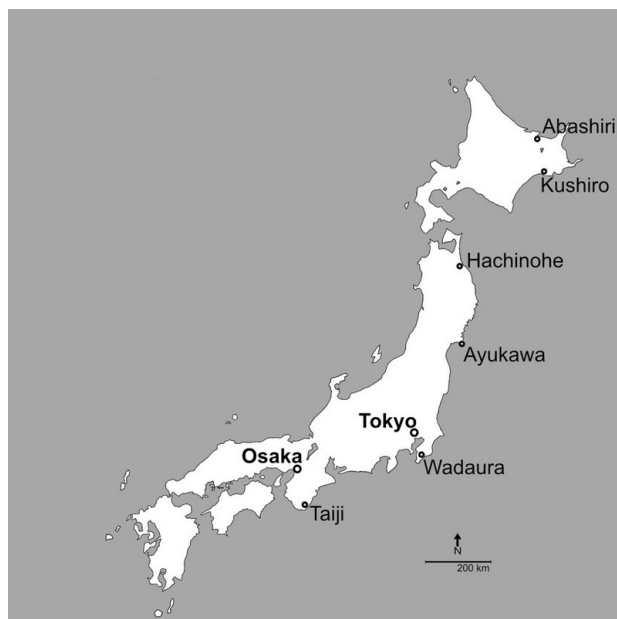 Abashiri
Kushiro
Hachinohe
Ayukawa
Tokyo
Wadaura
Osaka
Taiji
N
200 km